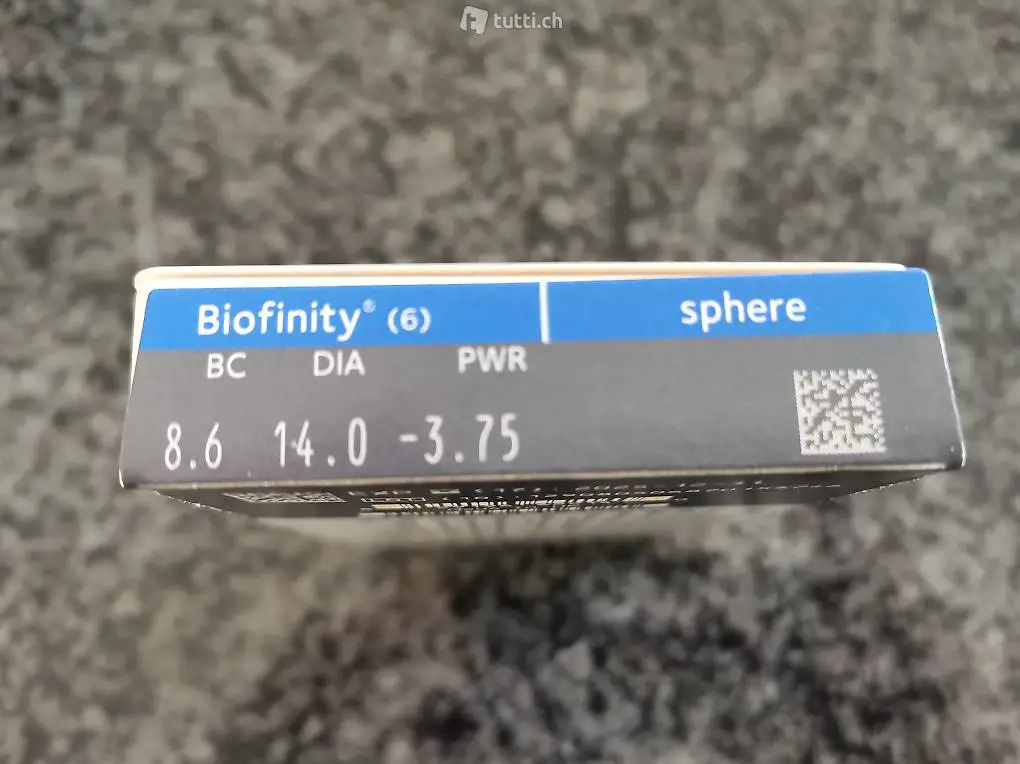 tutti.ch
Biofinity® (6) sphere
BC DIA PWR
8.6 14.0 -3.75